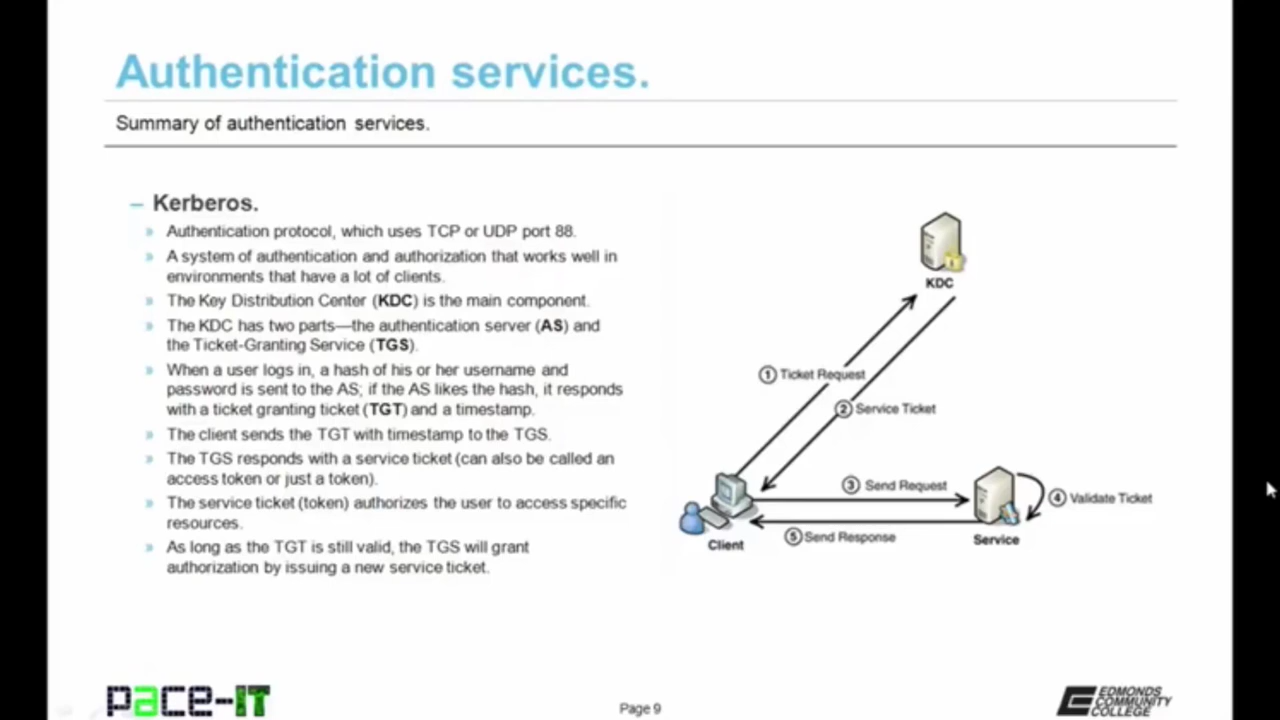 Authentication services.
Summary of authentication services.
– Kerberos.
» Authentication protocol, which uses TCP or UDP port 88.
» A system of authentication and authorization that works well in
environments that have a lot of clients.
» The Key Distribution Center (KDC) is the main component.
» The KDC has two parts—the authentication server (AS) and
the Ticket-Granting Service (TGS).
» When a user logs in, a hash of his or her username and
password is sent to the AS; if the AS likes the hash, it responds
with a ticket granting ticket (TGT) and a timestamp.
» The client sends the TGT with timestamp to the TGS.
» The TGS responds with a service ticket (can also be called an
access token or just a token).
» The service ticket (token) authorizes the user to access specific
resources.
» As long as the TGT is still valid, the TGS will grant
authorization by issuing a new service ticket.
KDC
① Ticket Request
② Service Ticket
③ Send Request
④ Validate Ticket
⑤ Send Response
Client
Service
pace-IT
Page 9
EDMONDS
COMMUNITY
COLLEGE